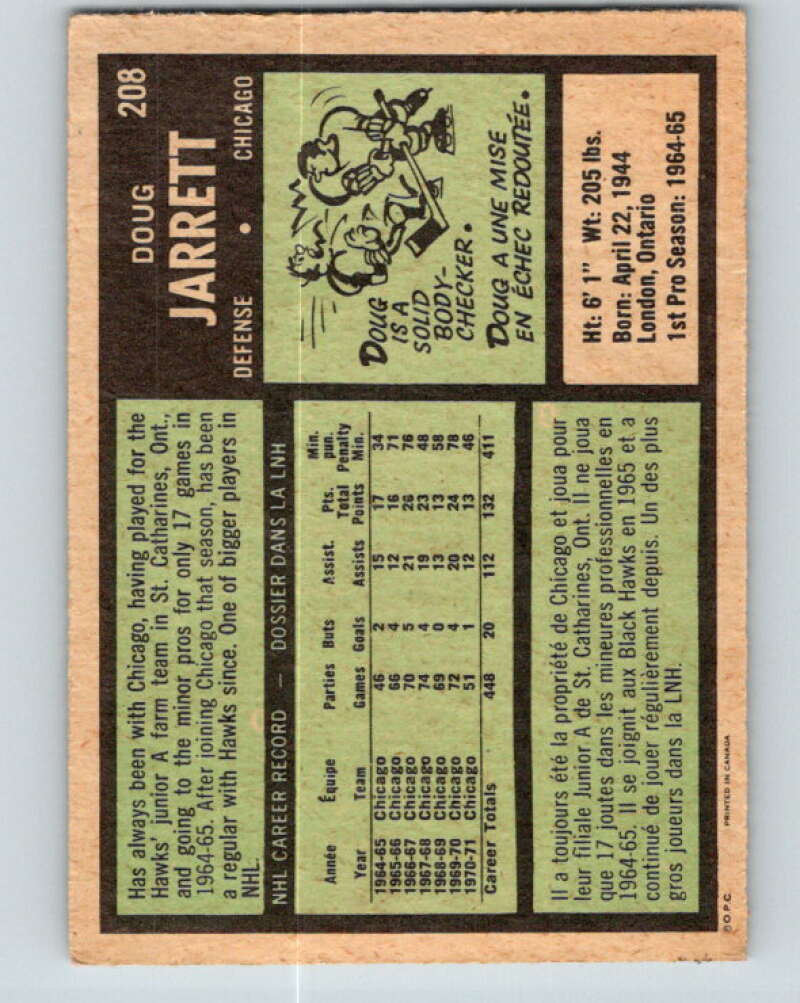 208
DOUG
JARRETT
DEFENSE • CHICAGO
Has always been with Chicago, having played for the
Hawks' junior A farm team in St. Catharines, Ont.,
and going to the minor pros for only 17 games in
1964-65. After joining Chicago that season, has been
a regular with Hawks since. One of bigger players in
NHL.
DOUG
IS A
SOLID
BODY-
CHECKER.
DOUG A UNE MISE
EN ÉCHEC REDOUTÉE.
NHL CAREER RECORD — DOSSIER DANS LA LNH
Année Équipe Parties Buts Assist. Pts. Total Min. pun.
Year Team Games Goals Assists Points Penalty Min.
1964-65 Chicago 46 2 15 17 34
1965-66 Chicago 66 4 12 16 71
1966-67 Chicago 70 5 21 26 76
1967-68 Chicago 74 4 19 23 48
1968-69 Chicago 69 0 13 13 58
1969-70 Chicago 72 4 20 24 78
1970-71 Chicago 51 1 12 13 46
Career Totals 448 20 112 132 411
Ht: 6' 1" Wt: 205 lbs.
Born: April 22, 1944
London, Ontario
1st Pro Season: 1964-65
Il a toujours été la propriété de Chicago et joua pour
leur filiale Junior A de St. Catharines, Ont. Il ne joua
que 17 joutes dans les mineures professionnelles en
1964-65. Il se joignit aux Black Hawks en 1965 et a
continué de jouer régulièrement depuis. Un des plus
gros joueurs dans la LNH.
© O.P.C. PRINTED IN CANADA